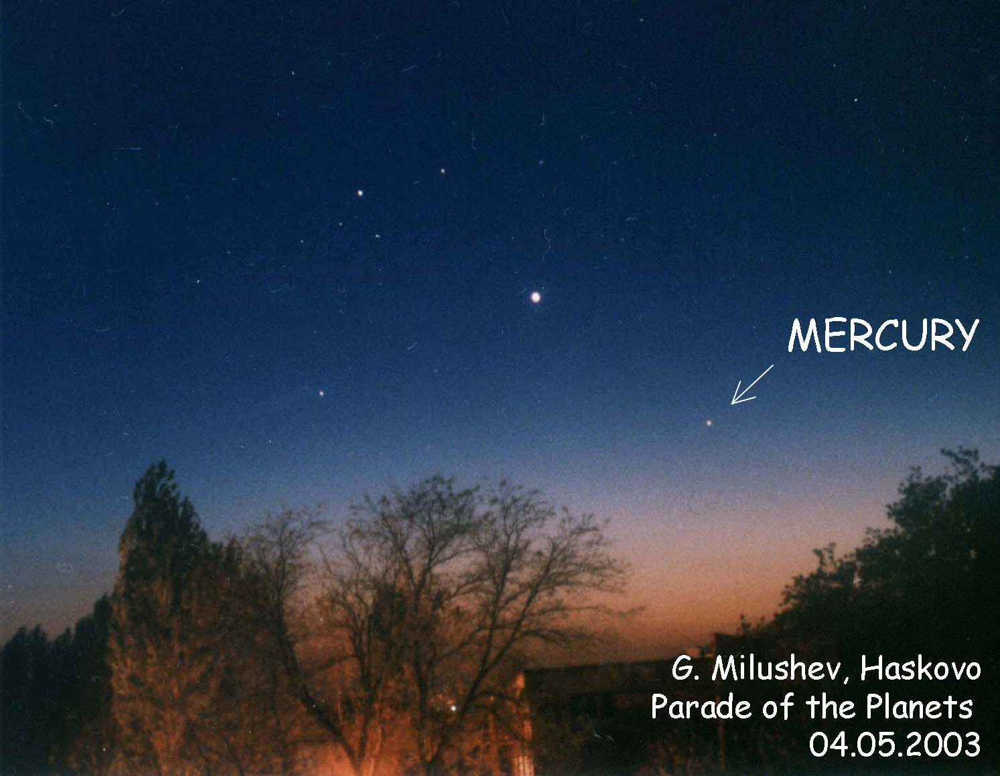 MERCURY
G. Milushev, Haskovo
Parade of the Planets
04.05.2003